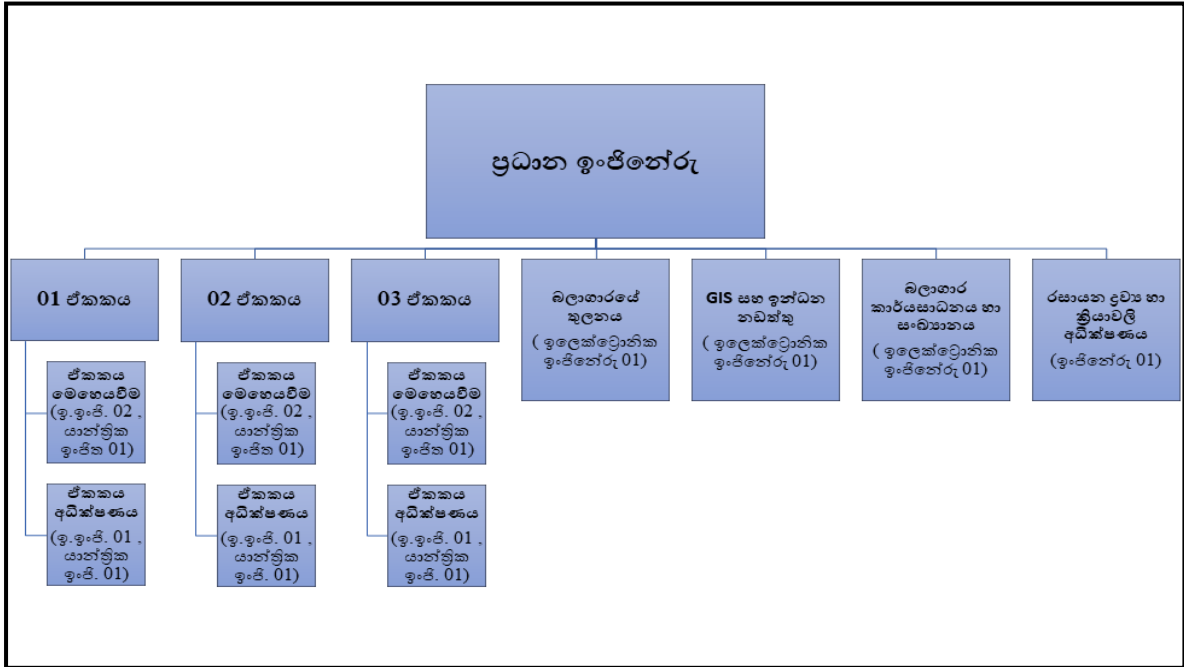 ප්‍රධාන ඉංජිනේරු
01 ඒකකය
02 ඒකකය
03 ඒකකය
බලාගාරයේ
තුලනය
( ඉලෙක්ට්‍රොනික
ඉංජිනේරු 01)
GIS සහ ඉන්ධන
නඩත්තු
( ඉලෙක්ට්‍රොනික
ඉංජිනේරු 01)
බලාගාර
කාර්යසාධනය හා
සංඛ්‍යානය
( ඉලෙක්ට්‍රොනික
ඉංජිනේරු 01)
රසායන ද්‍රව්‍ය හා
ක්‍රියාවලි
අධීක්ෂණය
(ඉංජිනේරු 01)
ඒකකය
මෙහෙයවීම
(ඉ.ඉංජි. 02 ,
යාන්ත්‍රික
ඉංජිත 01)
ඒකකය
මෙහෙයවීම
(ඉ.ඉංජි. 02 ,
යාන්ත්‍රික
ඉංජිත 01)
ඒකකය
මෙහෙයවීම
(ඉ.ඉංජි. 02 ,
යාන්ත්‍රික
ඉංජිත 01)
ඒකකය
අධීක්ෂණය
(ඉ.ඉංජි. 01 ,
යාන්ත්‍රික
ඉංජි. 01)
ඒකකය
අධීක්ෂණය
(ඉ.ඉංජි. 01 ,
යාන්ත්‍රික
ඉංජි. 01)
ඒකකය
අධීක්ෂණය
(ඉ.ඉංජි. 01 ,
යාන්ත්‍රික
ඉංජි. 01)